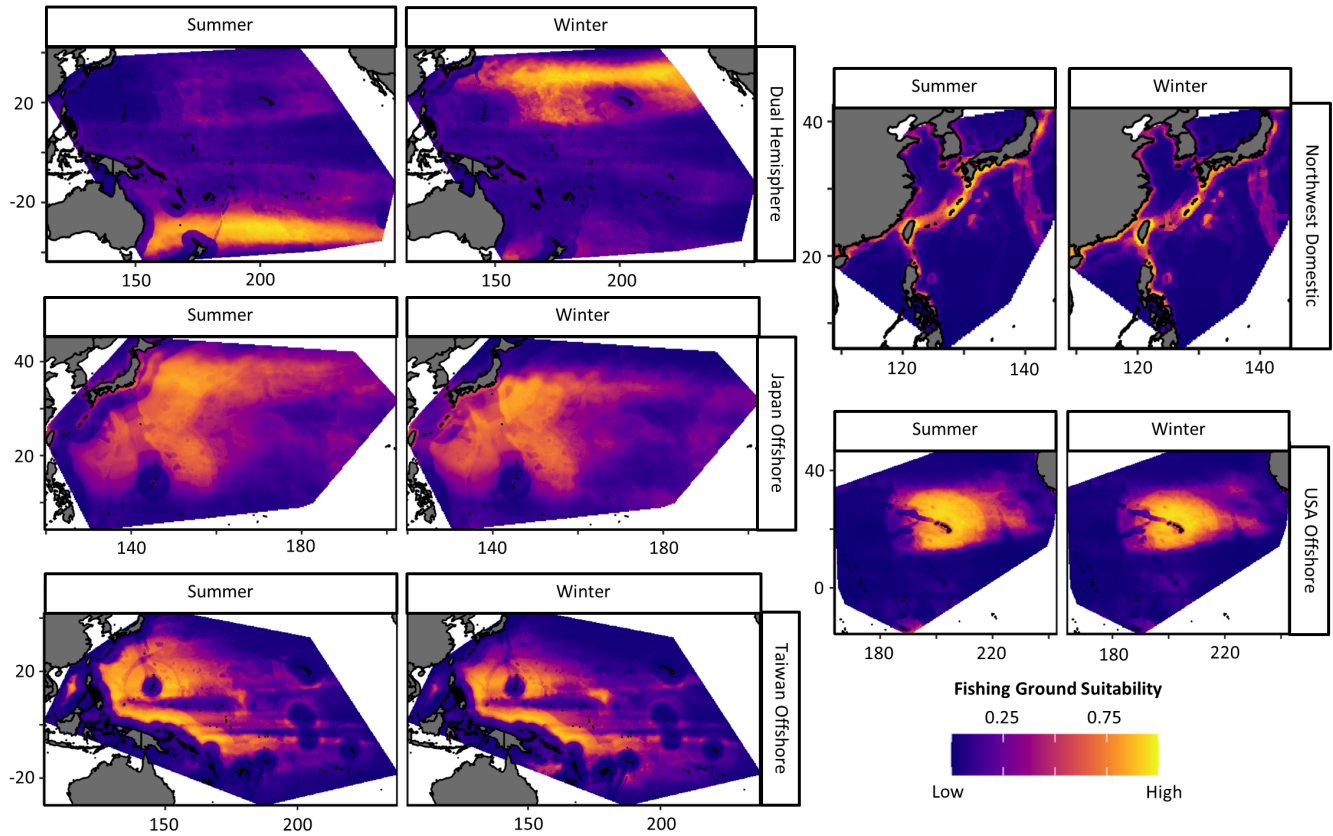 Summer
Winter
Dual Hemisphere
20
-20
150
200
150
200
Summer
Winter
Northwest Domestic
40
20
120
140
120
140
Summer
Winter
Japan Offshore
40
20
140
180
140
180
Summer
Winter
USA Offshore
40
0
180
220
180
220
Summer
Winter
Taiwan Offshore
20
-20
150
200
150
200
Fishing Ground Suitability
0.25
0.75
Low
High